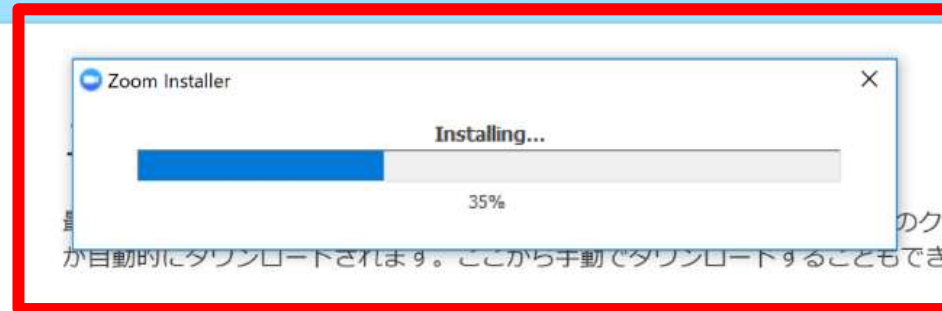 Zoom Installer
Installing...
35%
のク
が自動的にダウンロードされます。ここから手動でダウンロードすることもでき